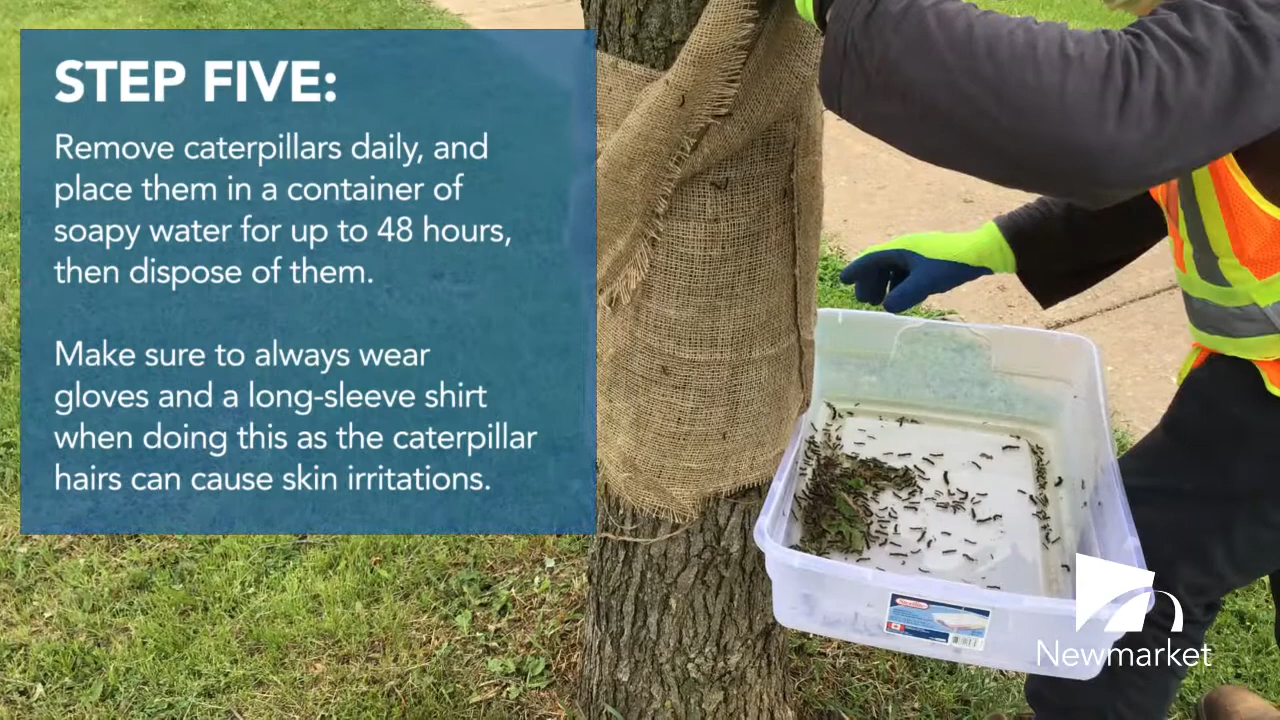 STEP FIVE:
Remove caterpillars daily, and
place them in a container of
soapy water for up to 48 hours,
then dispose of them.
Make sure to always wear
gloves and a long-sleeve shirt
when doing this as the caterpillar
hairs can cause skin irritations.
Newmarket